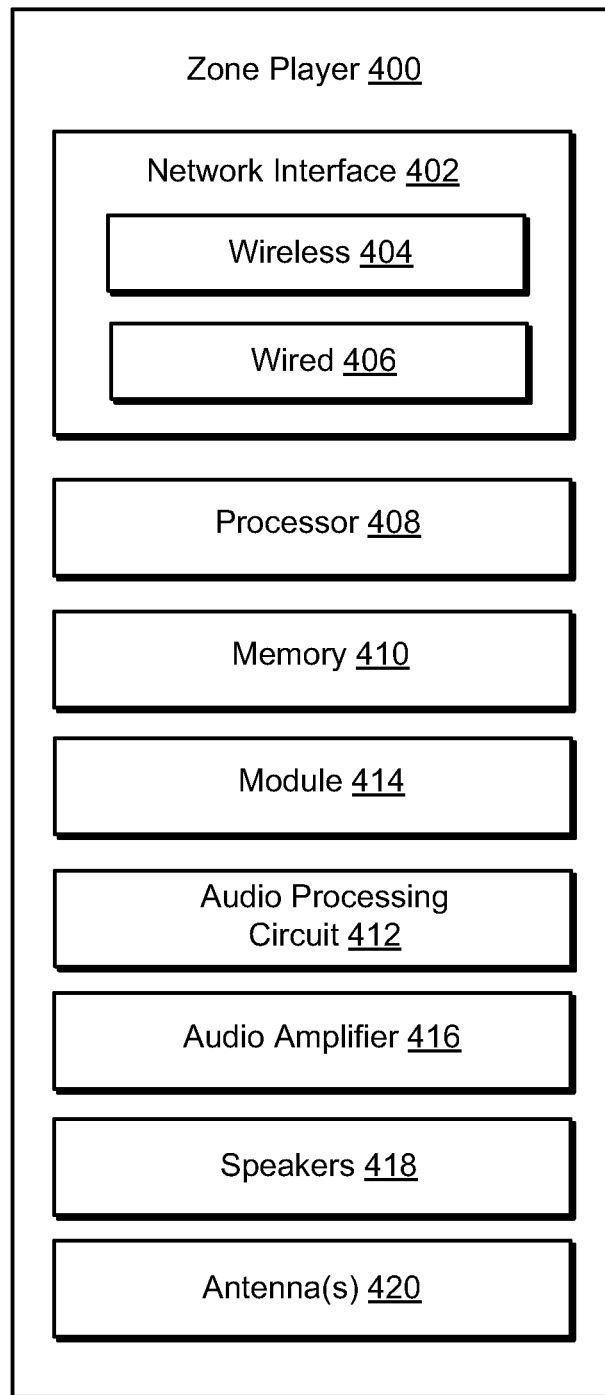 Zone Player 400
Network Interface 402
Wireless 404
Wired 406
Processor 408
Memory 410
Module 414
Audio Processing
Circuit 412
Audio Amplifier 416
Speakers 418
Antenna(s) 420